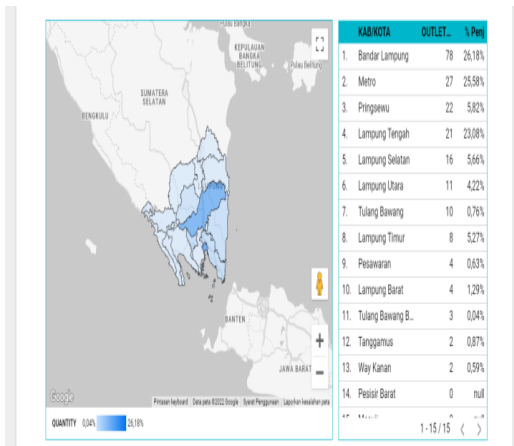 Pulau Bangka
KEPULAUAN
BANGKA
BELITUNG
Pulau Belitung
SUMATERA
SELATAN
BENGKULU
BANTEN
JAWA BARAT
Google
Pintasan keyboard Data peta ©2022 Google Syarat Penggunaan Laporkan kesalahan peta
QUANTITY 0,04% 26,18%
KAB/KOTA OUTLET... % Penj
1. Bandar Lampung 78 26,18%
2. Metro 27 25,58%
3. Pringsewu 22 5,82%
4. Lampung Tengah 21 23,08%
5. Lampung Selatan 16 5,66%
6. Lampung Utara 11 4,22%
7. Tulang Bawang 10 0,76%
8. Lampung Timur 8 5,27%
9. Pesawaran 4 0,63%
10. Lampung Barat 4 1,29%
11. Tulang Bawang B... 3 0,04%
12. Tanggamus 2 0,87%
13. Way Kanan 2 0,59%
14. Pesisir Barat 0 null
1 - 15 / 15 < >